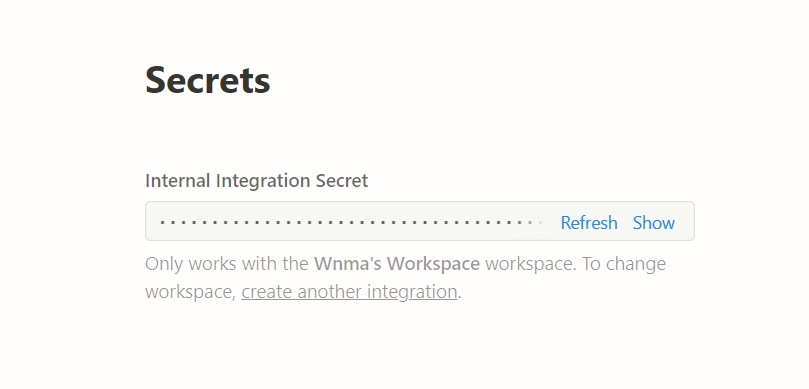 Secrets
Internal Integration Secret
Refresh Show
Only works with the Wnma's Workspace workspace. To change
workspace, create another integration.